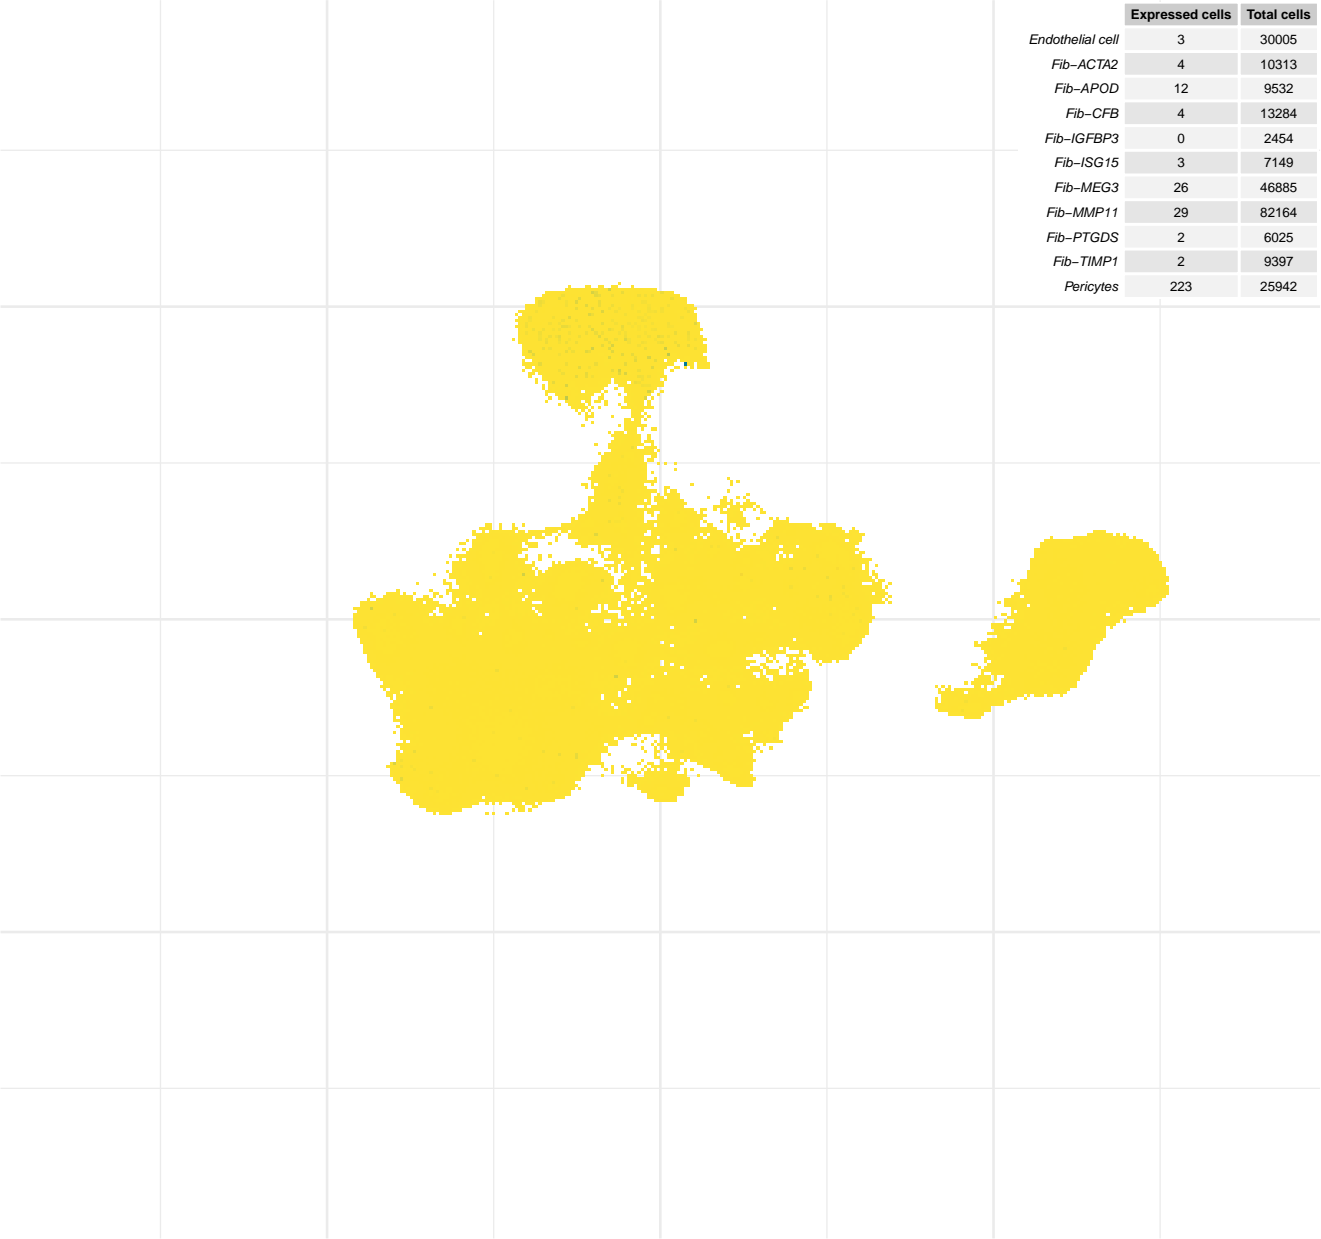 Expressed cells Total cells
Endothelial cell 3 30005
Fib−ACTA2 4 10313
Fib−APOD 12 9532
Fib−CFB 4 13284
Fib−IGFBP3 0 2454
Fib−ISG15 3 7149
Fib−MEG3 26 46885
Fib−MMP11 29 82164
Fib−PTGDS 2 6025
Fib−TIMP1 2 9397
Pericytes 223 25942